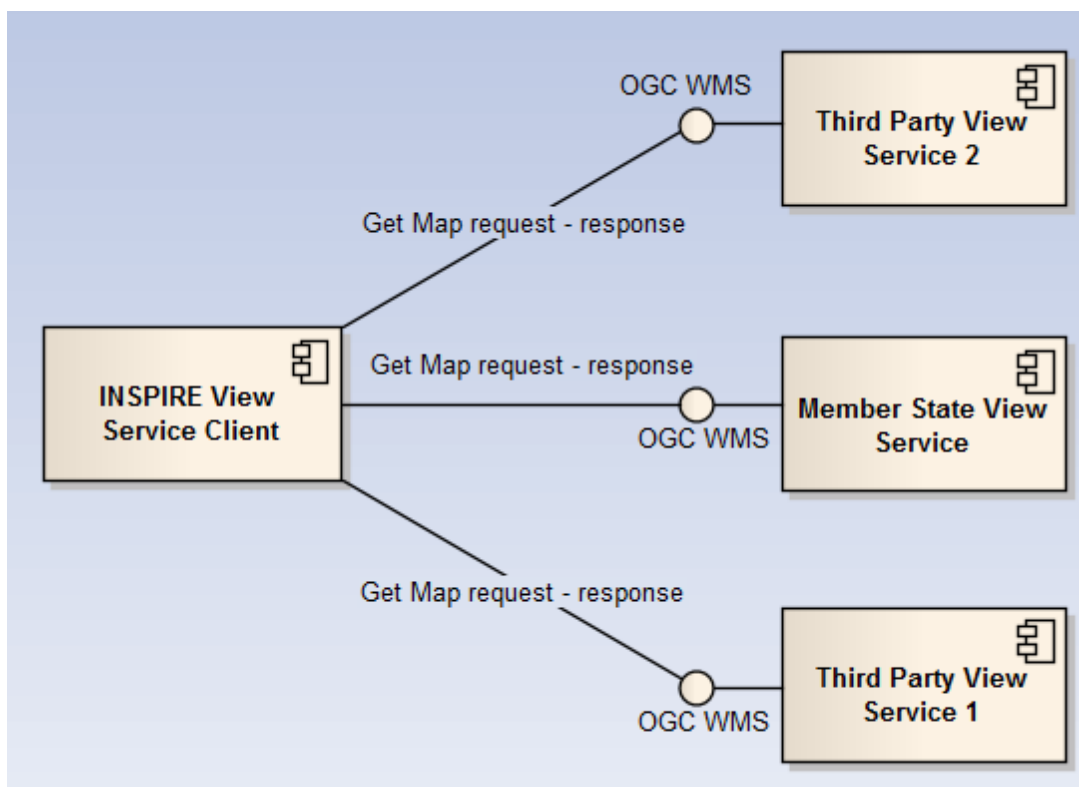 OGC WMS
Third Party View
Service 2
Get Map request - response
INSPIRE View
Service Client
Get Map request - response
OGC WMS
Member State View
Service
Get Map request - response
OGC WMS
Third Party View
Service 1